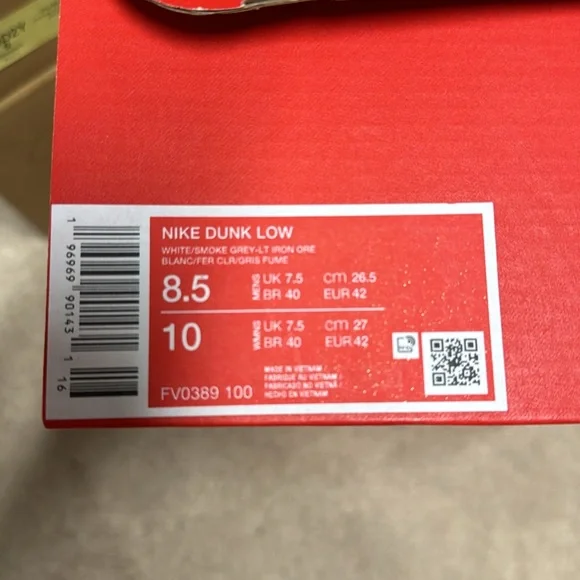 NIKE DUNK LOW
WHITE/SMOKE GREY-LT IRON ORE
BLANC/FER CLR/GRIS FUME
8.5 MENS UK 7.5 cm 26.5
BR 40 EUR 42
10 WMNS UK 7.5 cm 27
BR 40 EUR 42
MADE IN VIETNAM
FABRIQUE AU VIETNAM
FABRICADO NO VIETNÃ /
HECHO EN VIETNAM
FV0389 100
1 96969 90143 1
16